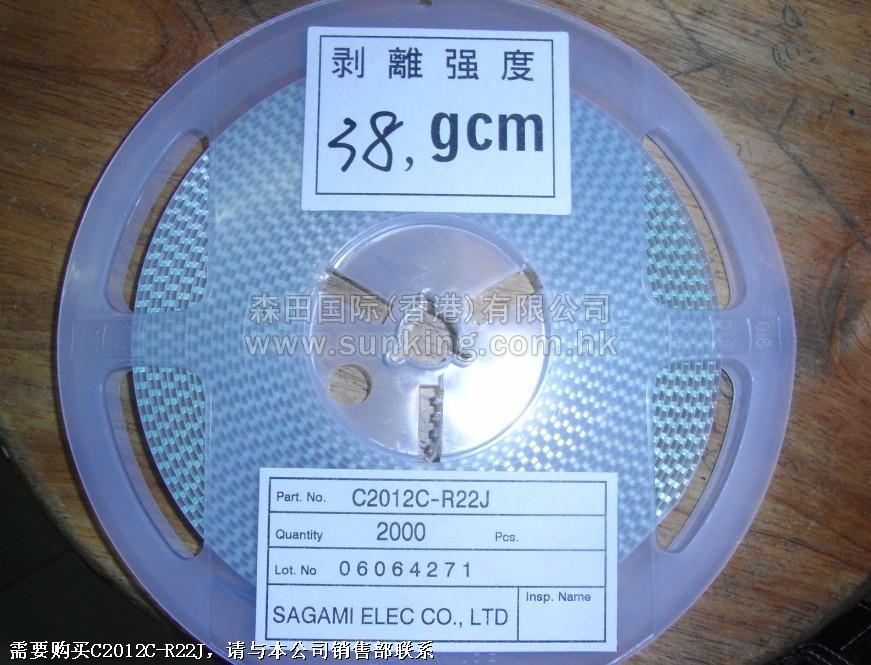 剥離强度
38, gcm
森田国际(香港)有限公司
www.sunking.com.hk
Part. No. C2012C-R22J
Quantity 2000 Pcs.
Lot. No 06064271
SAGAMI ELEC CO., LTD Insp. Name
需要购买C2012C-R22J，请与本公司销售部联系